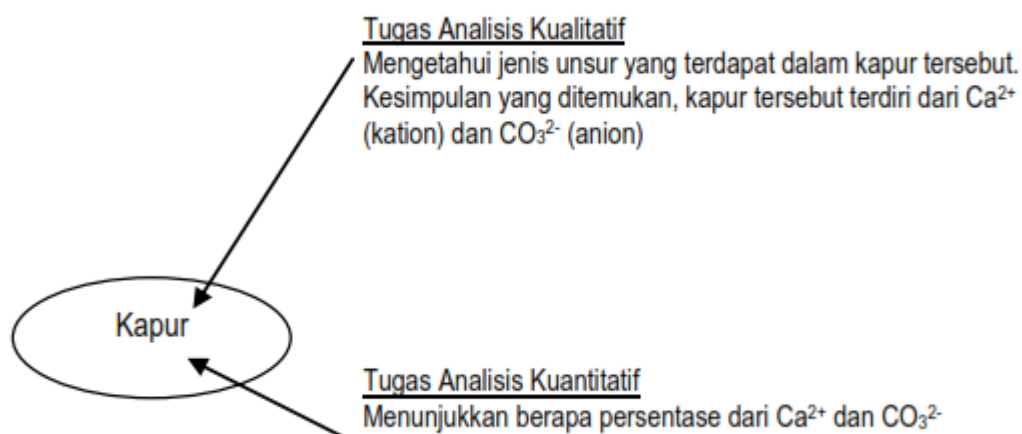 Tugas Analisis Kualitatif
Mengetahui jenis unsur yang terdapat dalam kapur tersebut.
Kesimpulan yang ditemukan, kapur tersebut terdiri dari Ca²⁺
(kation) dan CO₃²⁻ (anion)
Kapur
Tugas Analisis Kuantitatif
Menunjukkan berapa persentase dari Ca²⁺ dan CO₃²⁻